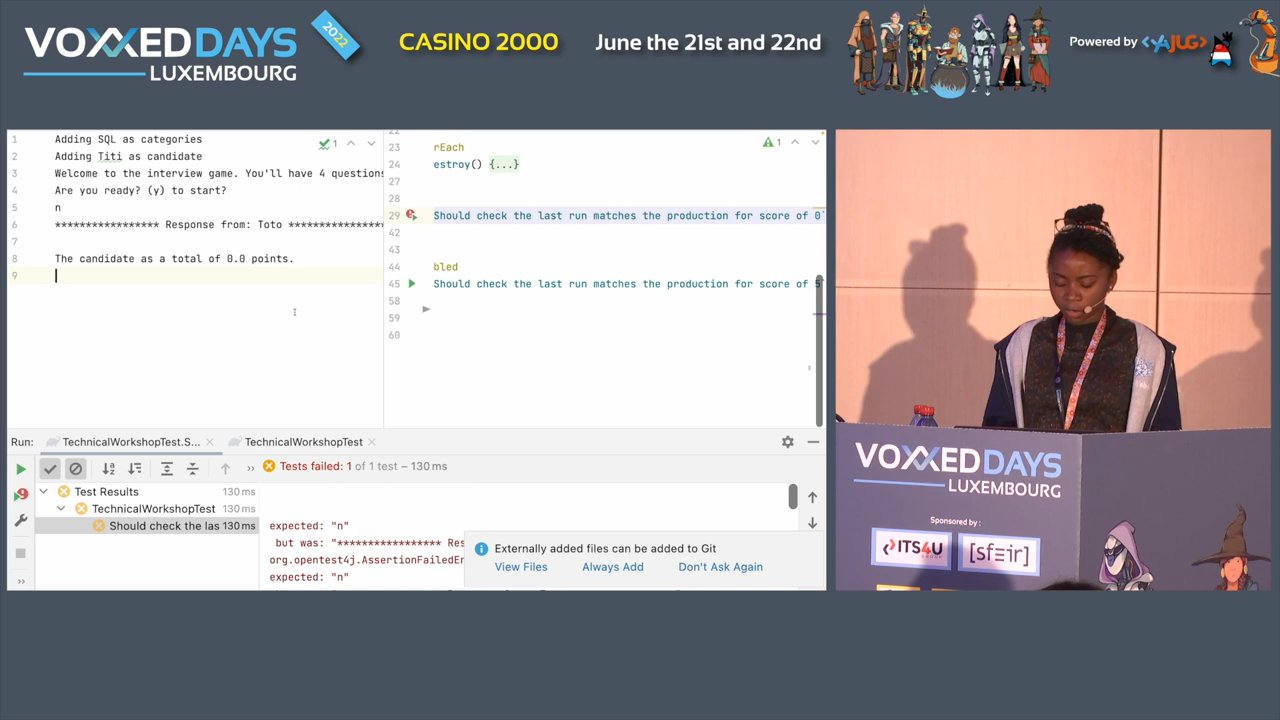 VOXXED DAYS
LUXEMBOURG
2022
CASINO 2000
June the 21st and 22nd
Powered by <YAJUG>
1 Adding SQL as categories
2 Adding Titi as candidate
3 Welcome to the interview game. You'll have 4 questions
4 Are you ready? (y) to start?
5 n
6 ***************** Response from: Toto ***************
7
8 The candidate as a total of 0.0 points.
9
1
22
23 rEach
24 estroy() {...}
27
28
29 Should check the last run matches the production for score of 0`
42
43
44 bled
45 Should check the last run matches the production for score of 5`
58
59
60
1
Run: TechnicalWorkshopTest.S... × TechnicalWorkshopTest ×
Tests failed: 1 of 1 test – 130 ms
Test Results 130 ms
TechnicalWorkshopTest 130 ms
Should check the las 130 ms
expected: "n"
but was: "***************** Res
org.opentest4j.AssertionFailedEr
expected: "n"
Externally added files can be added to Git
View Files Always Add Don't Ask Again
VOXXED DAYS
LUXEMBOURG
Sponsored by :
ITS4U
GROUP
[sfeir]